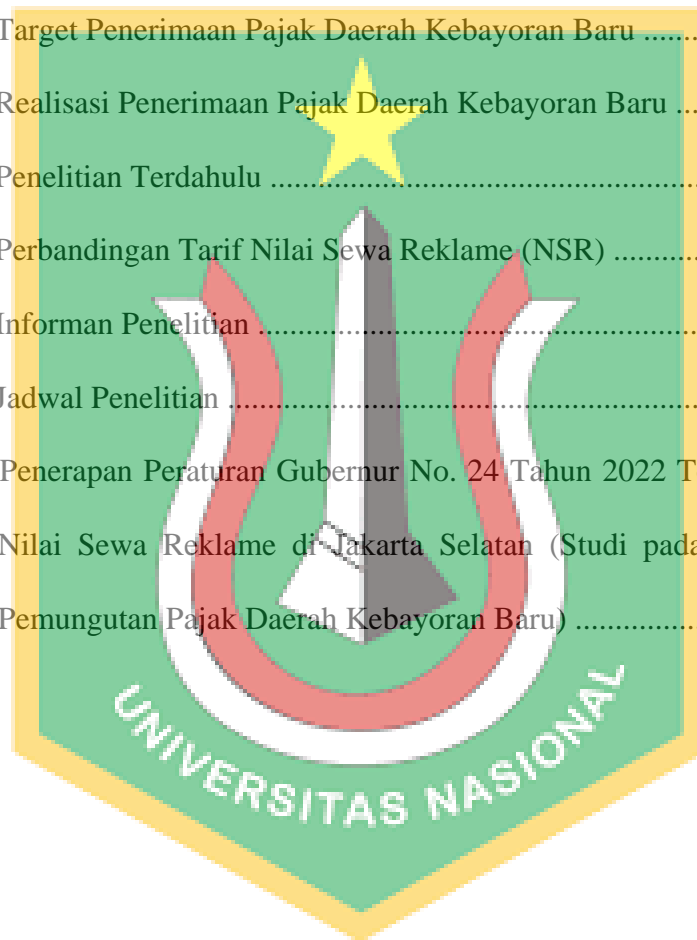 Target Penerimaan Pajak Daerah Kebayoran Baru .......
Realisasi Penerimaan Pajak Daerah Kebayoran Baru ...
Penelitian Terdahulu ..................................................
Perbandingan Tarif Nilai Sewa Reklame (NSR) ...........
Informan Penelitian ....................................................
Jadwal Penelitian ........................................................
Penerapan Peraturan Gubernur No. 24 Tahun 2022 T
Nilai Sewa Reklame di Jakarta Selatan (Studi pada
Pemungutan Pajak Daerah Kebayoran Baru) ...............
UNIVERSITAS NASIONAL